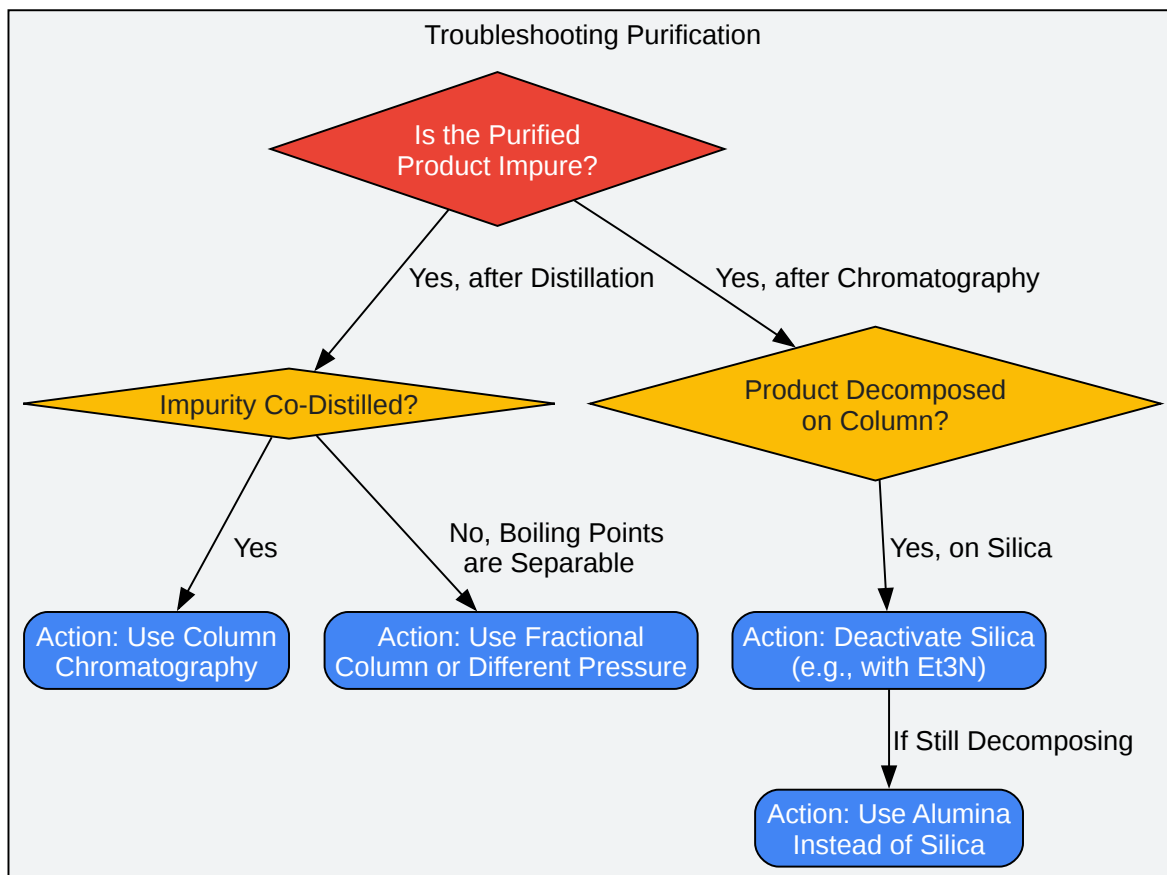 Troubleshooting Purification
Is the Purified
Product Impure?
Yes, after Distillation
Yes, after Chromatography
Impurity Co-Distilled?
Product Decomposed
on Column?
Yes
No, Boiling Points
are Separable
Yes, on Silica
Action: Use Column
Chromatography
Action: Use Fractional
Column or Different Pressure
Action: Deactivate Silica
(e.g., with Et3N)
If Still Decomposing
Action: Use Alumina
Instead of Silica